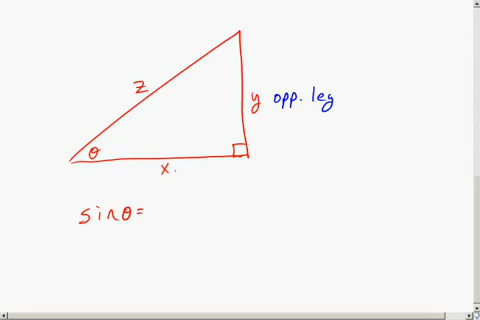 z
y opp. leg
θ
x
sinθ=